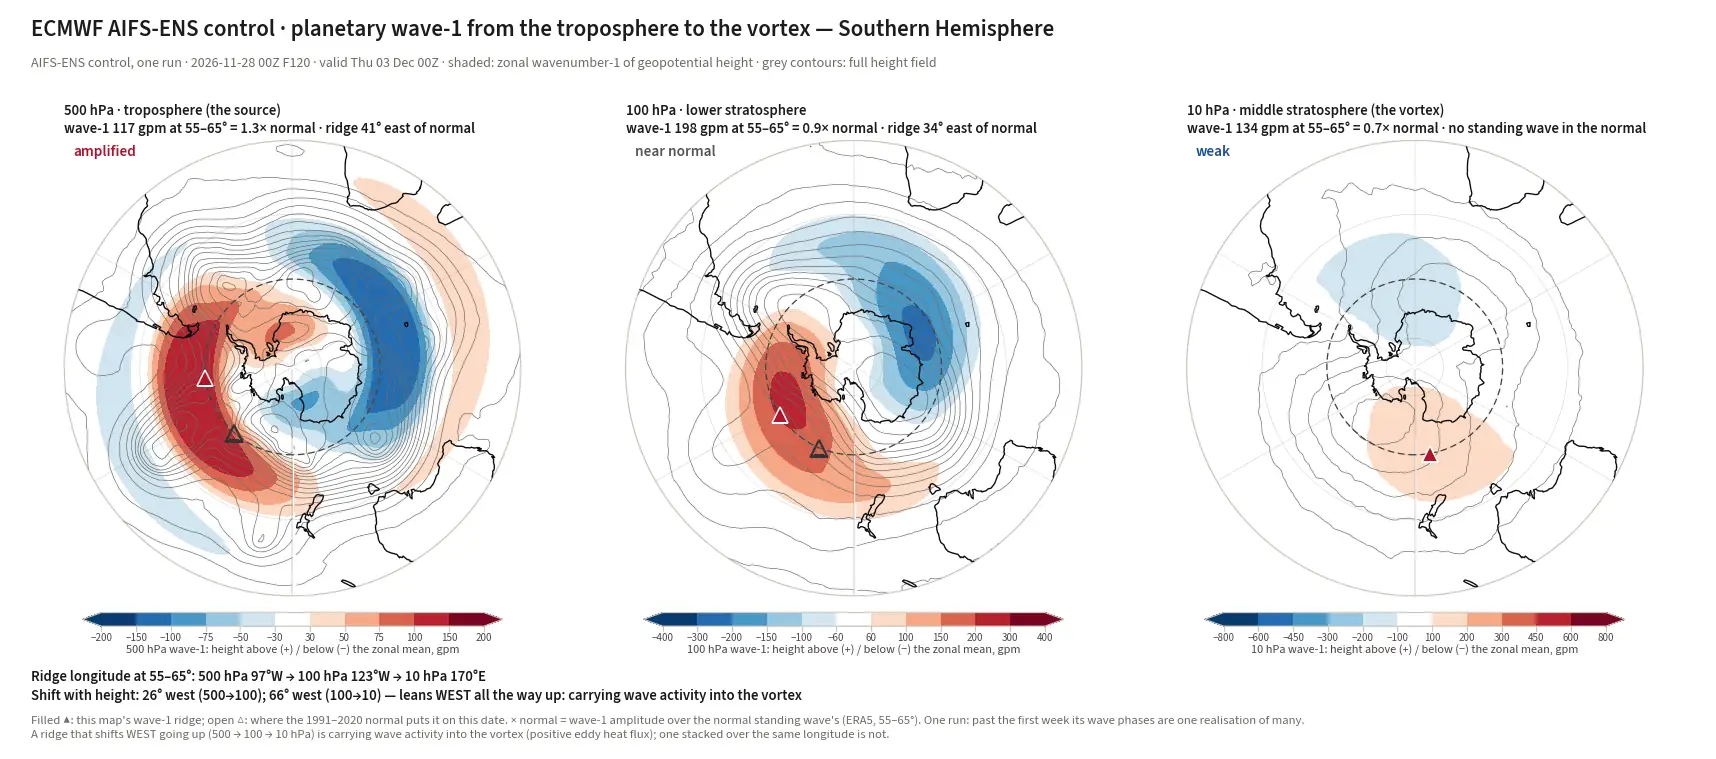 ECMWF AIFS-ENS control · planetary wave-1 from the troposphere to the vortex — Southern Hemisphere
AIFS-ENS control, one run · 2026-11-28 00Z F120 · valid Thu 03 Dec 00Z · shaded: zonal wavenumber-1 of geopotential height · grey contours: full height field
500 hPa · troposphere (the source)
wave-1 117 gpm at 55–65° = 1.3× normal · ridge 41° east of normal
amplified
100 hPa · lower stratosphere
wave-1 198 gpm at 55–65° = 0.9× normal · ridge 34° east of normal
near normal
10 hPa · middle stratosphere (the vortex)
wave-1 134 gpm at 55–65° = 0.7× normal · no standing wave in the normal
weak
−200 −150 −100 −75 −50 −30 30 50 75 100 150 200
500 hPa wave-1: height above (+) / below (−) the zonal mean, gpm
−400 −300 −200 −150 −100 −60 60 100 150 200 300 400
100 hPa wave-1: height above (+) / below (−) the zonal mean, gpm
−800 −600 −450 −300 −200 −100 100 200 300 450 600 800
10 hPa wave-1: height above (+) / below (−) the zonal mean, gpm
Ridge longitude at 55–65°: 500 hPa 97°W → 100 hPa 123°W → 10 hPa 170°E
Shift with height: 26° west (500→100); 66° west (100→10) — leans WEST all the way up: carrying wave activity into the vortex
Filled ▲: this map's wave-1 ridge; open △: where the 1991–2020 normal puts it on this date. × normal = wave-1 amplitude over the normal standing wave's (ERA5, 55–65°). One run: past the first week its wave phases are one realisation of many.
A ridge that shifts WEST going up (500 → 100 → 10 hPa) is carrying wave activity into the vortex (positive eddy heat flux); one stacked over the same longitude is not.